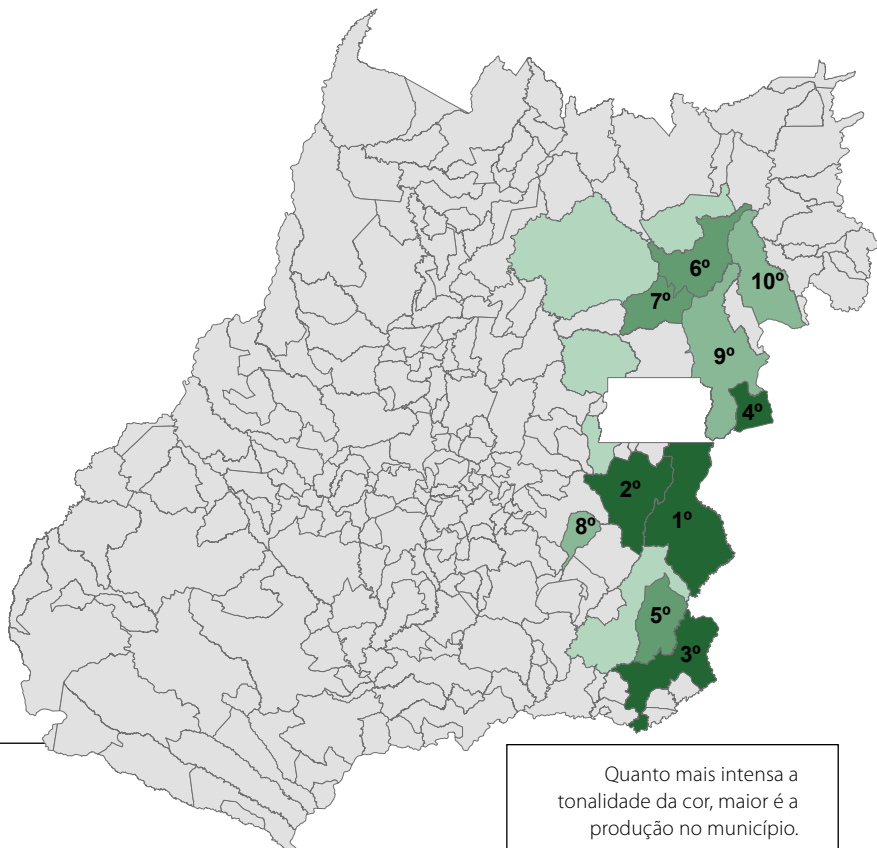 6º
10º
7º
9º
4º
2º
1º
8º
5º
3º
Quanto mais intensa a
tonalidade da cor, maior é a
produção no município.